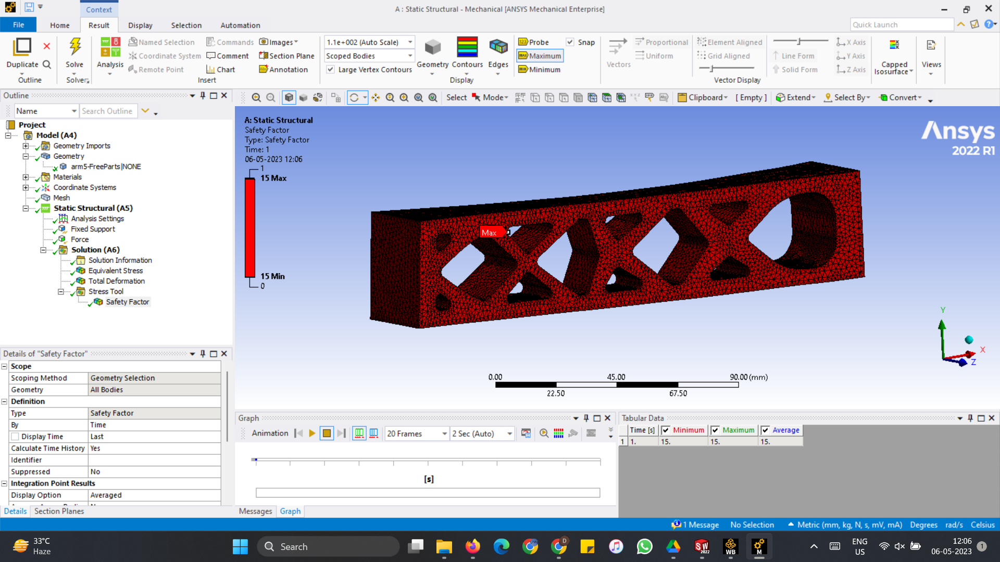 Context
A : Static Structural - Mechanical [ANSYS Mechanical Enterprise]
File
Home
Result
Display
Selection
Automation
Quick Launch
Duplicate
Outline
Solve
Solver
Analysis
Named Selection
Coordinate System
Remote Point
Commands
Comment
Chart
Images
Section Plane
Annotation
Insert
1.1e+002 (Auto Scale)
Scoped Bodies
Large Vertex Contours
Geometry
Contours
Edges
Display
Probe
Maximum
Minimum
Snap
Vectors
Proportional
Uniform
Element Aligned
Grid Aligned
Line Form
Solid Form
X Axis
Y Axis
Z Axis
Vector Display
Capped
Isosurface
Views
Outline
Name
Search Outline
Select
Mode
Clipboard
[ Empty ]
Extend
Select By
Convert
Project
Model (A4)
Geometry Imports
Geometry
arm5-FreeParts|NONE
Materials
Coordinate Systems
Mesh
Static Structural (A5)
Analysis Settings
Fixed Support
Force
Solution (A6)
Solution Information
Equivalent Stress
Total Deformation
Stress Tool
Safety Factor
A: Static Structural
Safety Factor
Type: Safety Factor
Time: 1
06-05-2023 12:06
1
15 Max
15 Min
0
Max
Ansys
2022 R1
Y
X
Z
0.00
45.00
90.00 (mm)
22.50
67.50
Details of "Safety Factor"
Scope
Scoping Method
Geometry Selection
Geometry
All Bodies
Definition
Type
Safety Factor
By
Time
Display Time
Last
Calculate Time History
Yes
Identifier
Suppressed
No
Integration Point Results
Display Option
Averaged
Details
Section Planes
Graph
Animation
20 Frames
2 Sec (Auto)
[s]
Messages
Graph
Tabular Data
Time [s]
Minimum
Maximum
Average
1
1.
15.
15.
15.
1 Message
No Selection
Metric (mm, kg, N, s, mV, mA)
Degrees
rad/s
Celsius
33°C
Haze
Search
ENG
US
12:06
06-05-2023
1